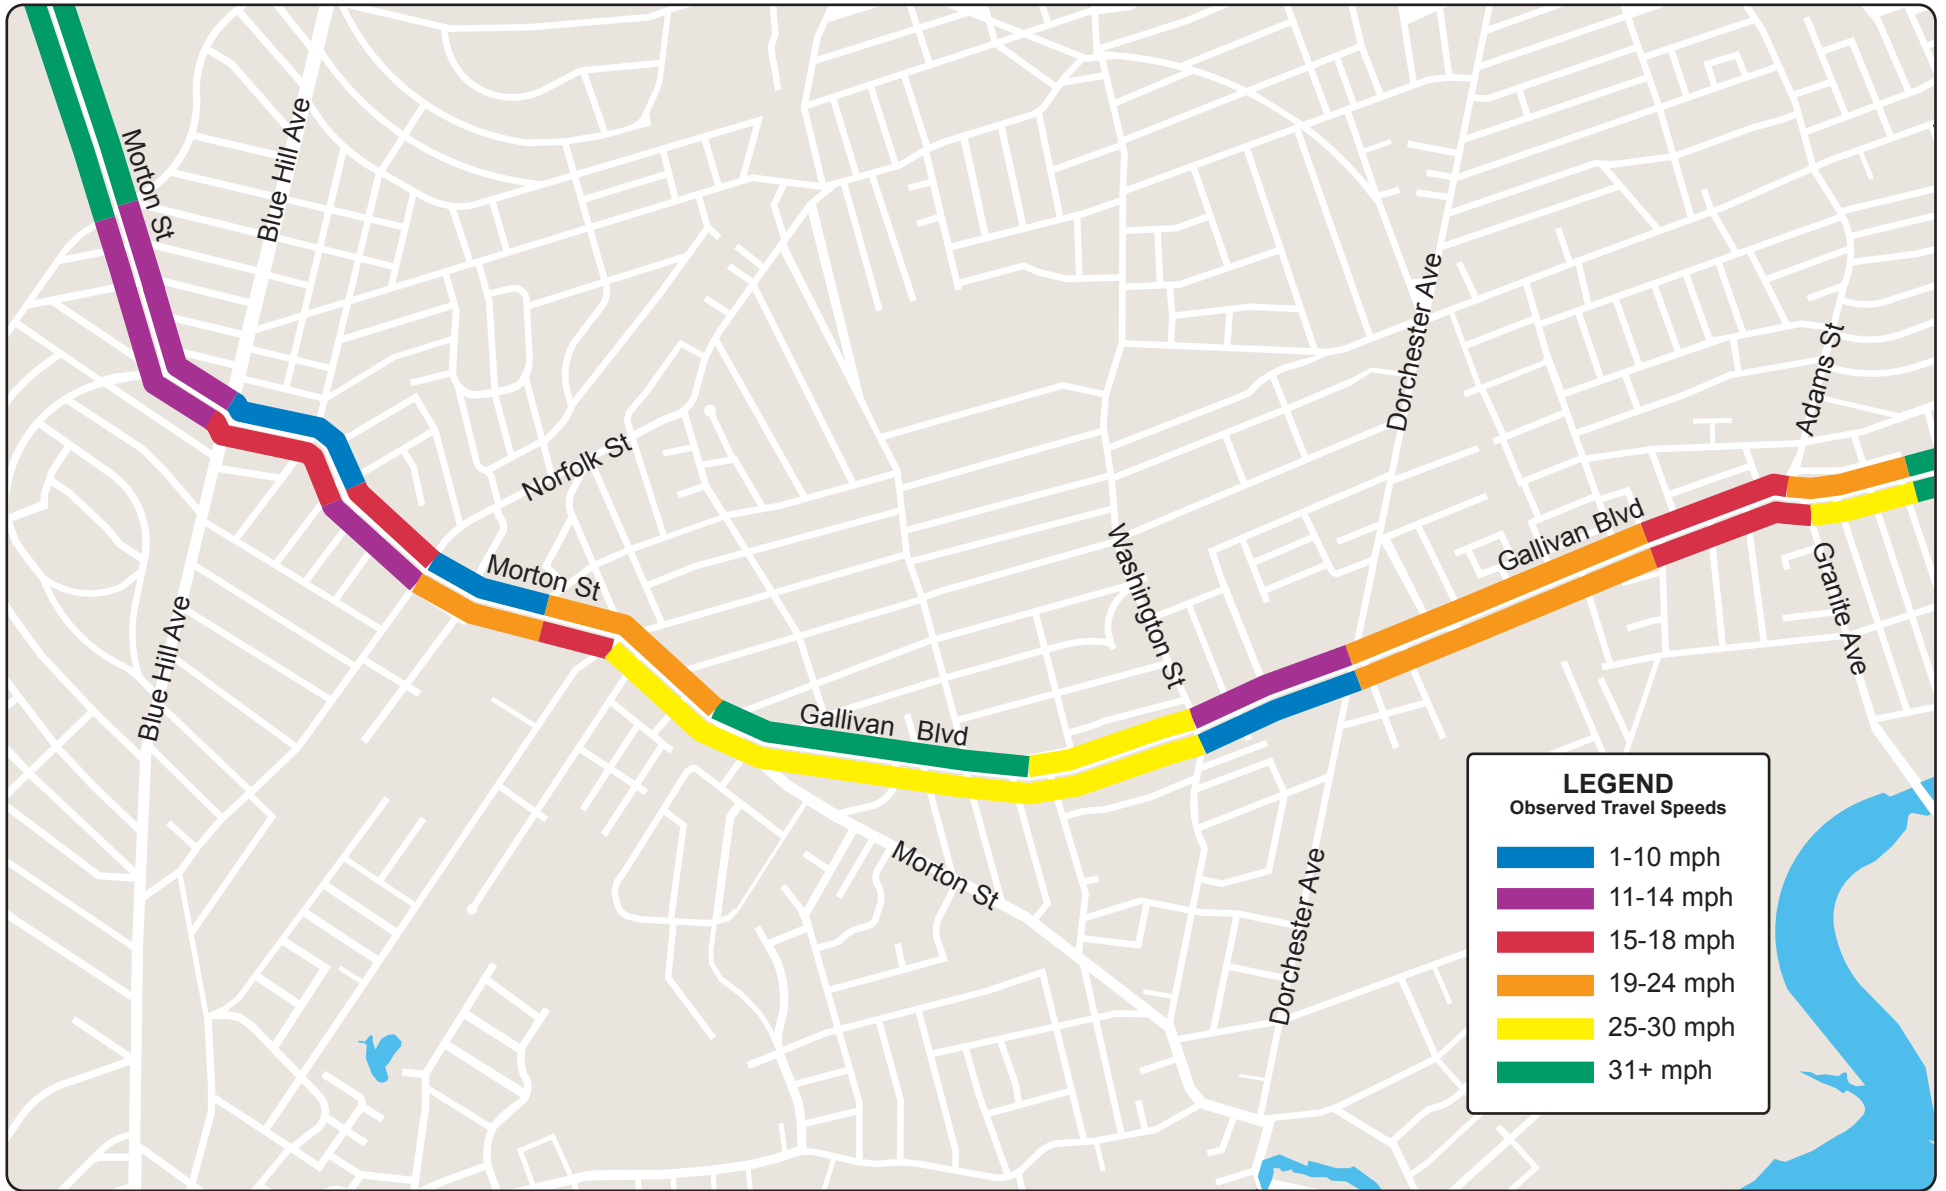 Morton St
Blue Hill Ave
Dorchester Ave
Adams St
Norfolk St
Gallivan Blvd
Washington St
Morton St
Granite Ave
Blue Hill Ave
Gallivan Blvd
Morton St
Dorchester Ave
LEGEND
Observed Travel Speeds
1-10 mph
11-14 mph
15-18 mph
19-24 mph
25-30 mph
31+ mph